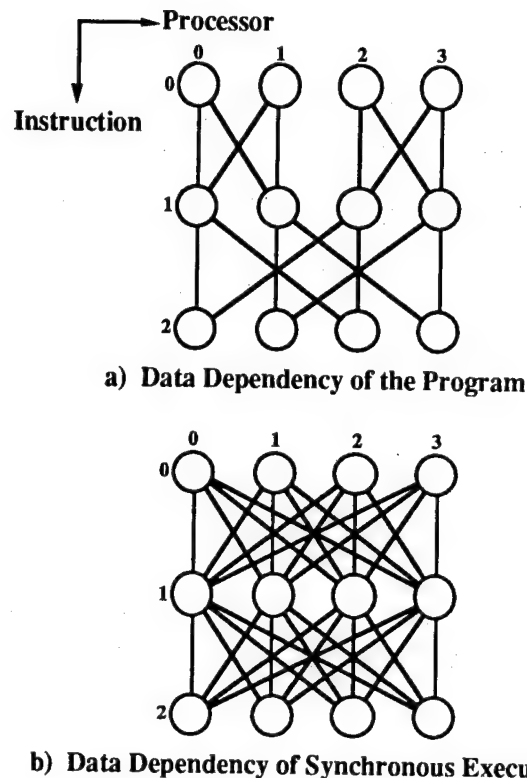 Processor
0 1 2 3
0
Instruction
1
2
a) Data Dependency of the Program
0 1 2 3
0
1
2
b) Data Dependency of Synchronous Execu